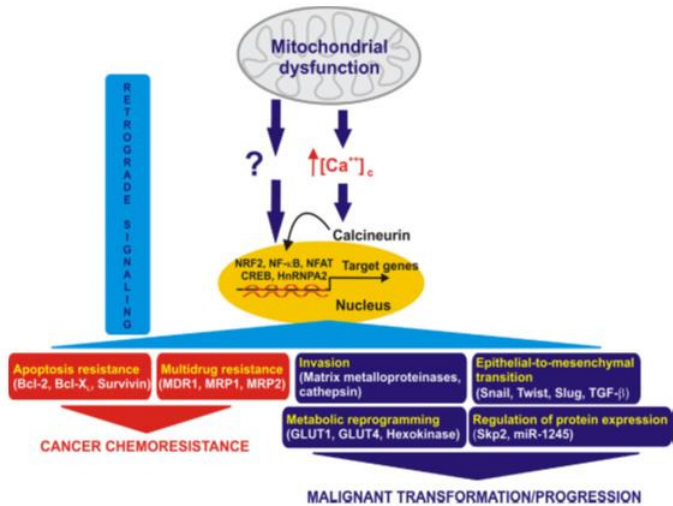 Mitochondrial
dysfunction
RETROGRADE SIGNALING
?
↑[Ca⁺⁺]c
Calcineurin
NRF2, NF-κB, NFAT
CREB, HnRNPA2
Target genes
Nucleus
Apoptosis resistance
(Bcl-2, Bcl-XL, Survivin)
Multidrug resistance
(MDR1, MRP1, MRP2)
Invasion
(Matrix metalloproteinases,
cathepsin)
Epithelial-to-mesenchymal
transition
(Snail, Twist, Slug, TGF-β)
Metabolic reprogramming
(GLUT1, GLUT4, Hexokinase)
Regulation of protein expression
(Skp2, miR-1245)
CANCER CHEMORESISTANCE
MALIGNANT TRANSFORMATION/PROGRESSION